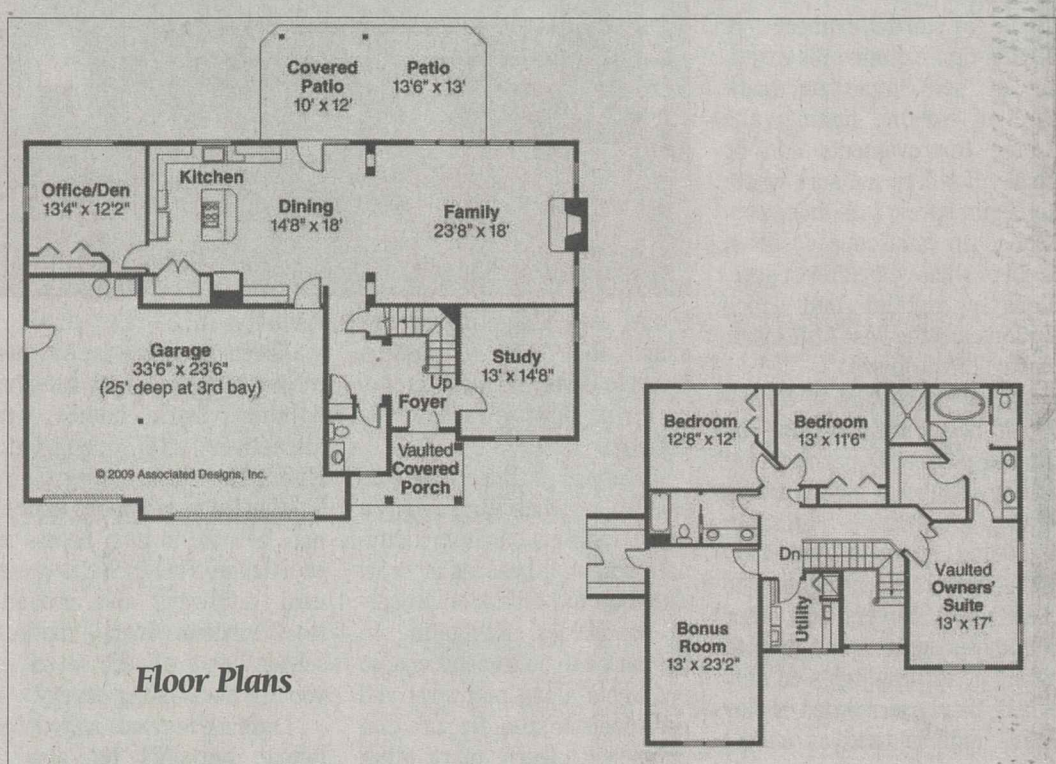 Covered
Patio
10' x 12'
Patio
13'6" x 13'
Office/Den
13'4" x 12'2"
Kitchen
Dining
14'8" x 18'
Family
23'8" x 18'
Garage
33'6" x 23'6"
(25' deep at 3rd bay)
© 2009 Associated Designs, Inc.
Up
Foyer
Study
13' x 14'8"
Vaulted
Covered
Porch
Bedroom
12'8" x 12'
Bedroom
13' x 11'6"
Dn
Utility
Vaulted
Owners'
Suite
13' x 17'
Bonus
Room
13' x 23'2"
Floor Plans